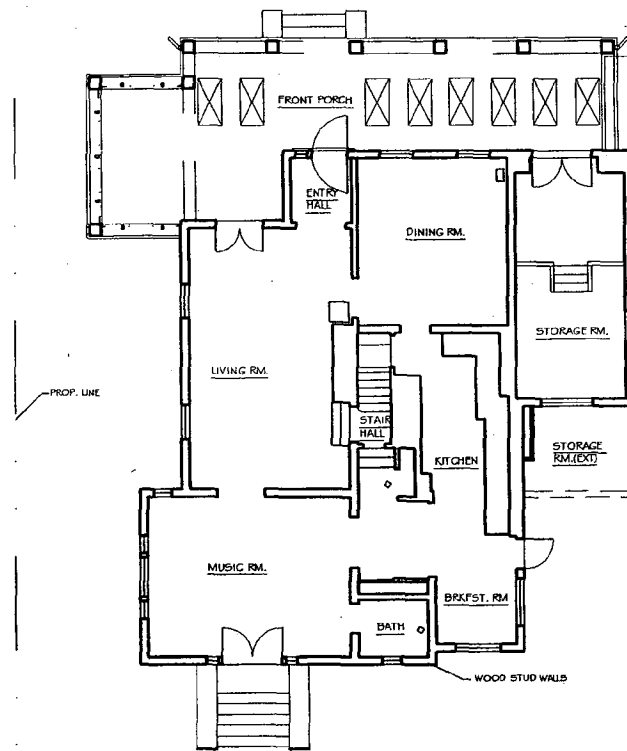 FRONT PORCH
ENTRY
HALL
DINING RM.
STORAGE RM.
LIVING RM.
PROP. LINE
STAIR
HALL
KITCHEN
STORAGE
RM.(EXT)
MUSIC RM.
BRKFST. RM
BATH
WOOD STUD WALLS